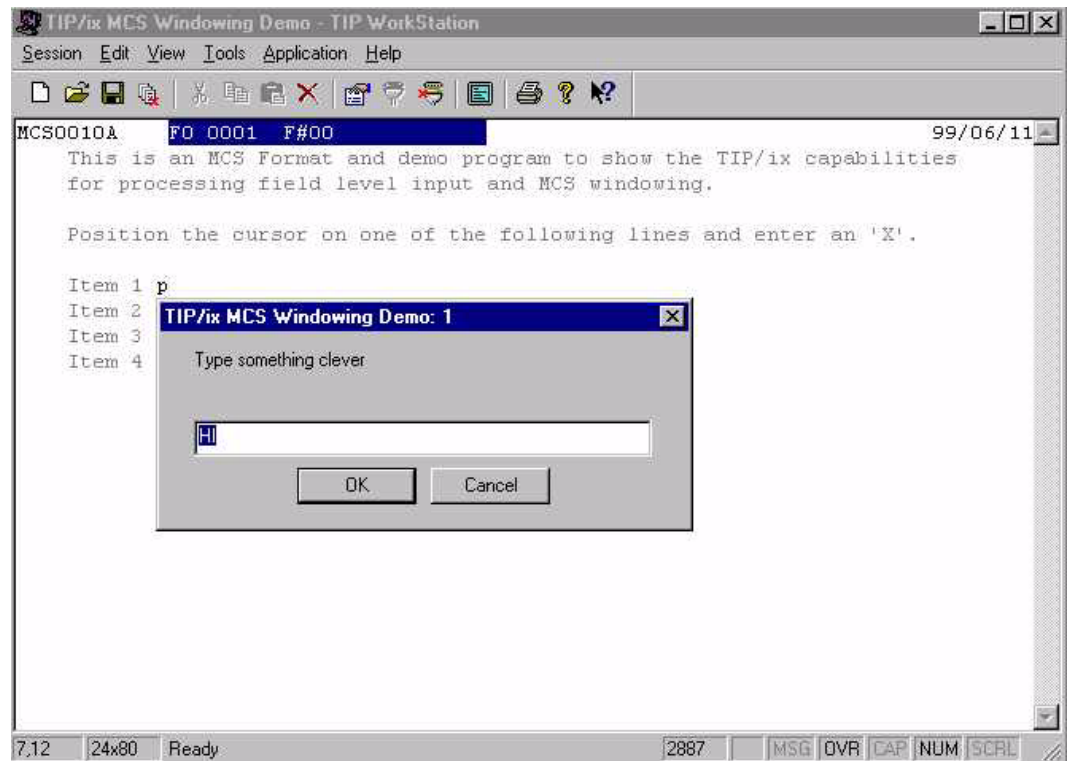 TIP/ix MCS Windowing Demo - TIP WorkStation
Session Edit View Tools Application Help
MCS0010A F0 0001 F#00 99/06/11
This is an MCS Format and demo program to show the TIP/ix capabilities
for processing field level input and MCS windowing.
Position the cursor on one of the following lines and enter an 'X'.
Item 1 p
Item 2
Item 3
Item 4
TIP/ix MCS Windowing Demo: 1
Type something clever
HI
OK Cancel
7,12 24x80 Ready 2887 MSG OVR CAP NUM SCRL